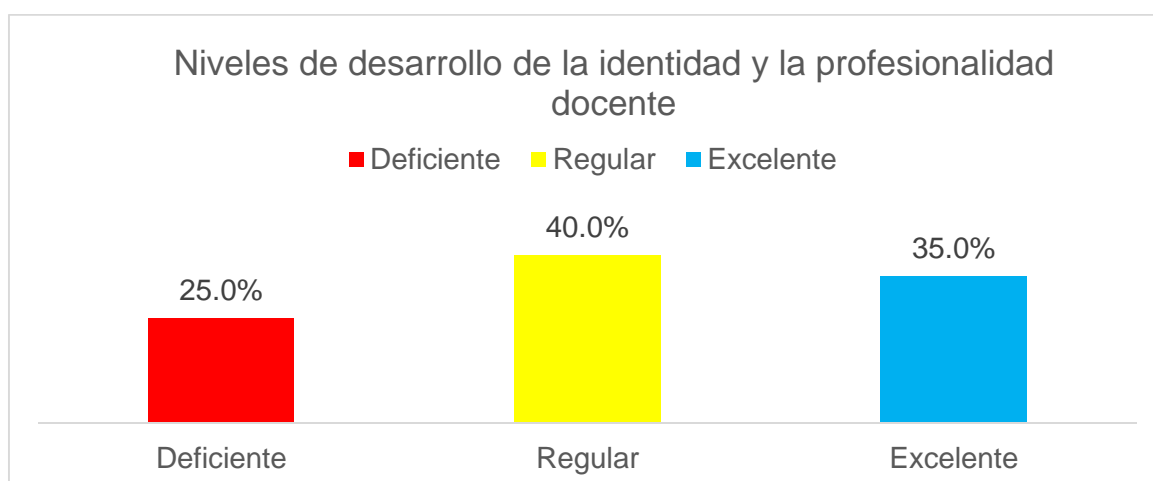 Niveles de desarrollo de la identidad y la profesionalidad
docente
Deficiente Regular Excelente
40.0%
35.0%
25.0%
Deficiente Regular Excelente